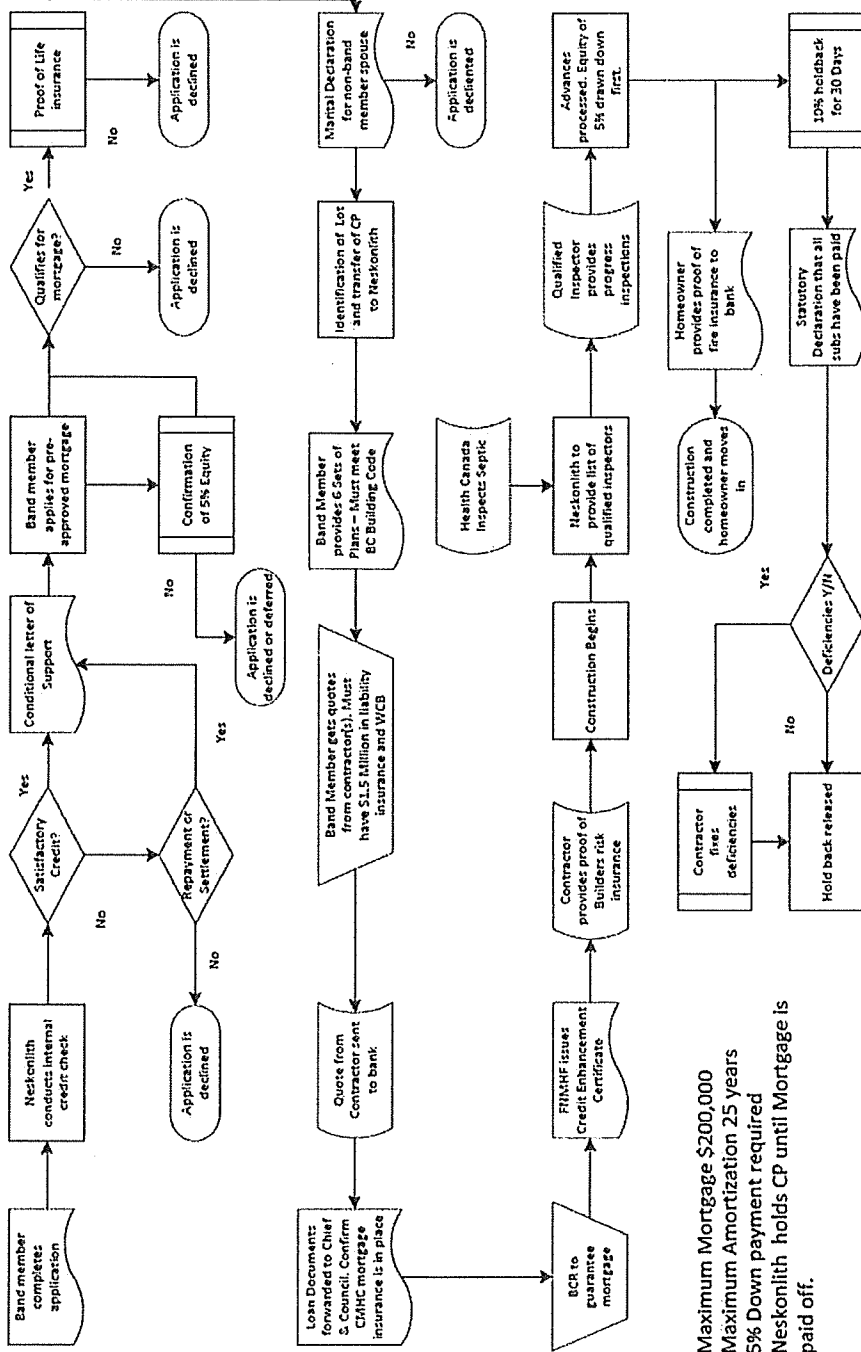 Band member
completes
application
Neskonlith
conducts internal
credit check
Satisfactory
Credit?
Yes
No
Conditional letter of
Support
Repayment or
Settlement?
Yes
No
Application is
declined
Band member
applies for pre-
approved mortgage
Confirmation
of 5% Equity
No
Application is
declined or deferred
Qualifies for
mortgage?
Yes
No
Application is
declined
Proof of Life
insurance
No
Application is
declined
Marital Declaration
for non-band
member spouse
No
Application is
decliented
Identification of Lot
and transfer of CP
to Neskonlith
Band Member
provides 6 Sets of
Plans – Must meet
BC Building Code
Band Member gets quotes
from contractor(s). Must
have $1.5 Million in liability
insurance and WCB
Quote from
Contractor sent
to bank
Loan Documents
forwarded to Chief
& Council. Confirm
CMHC mortgage
insurance is in place
BCR to
guarantee
mortgage
FNMHF issues
Credit Enhancement
Certificate
Contractor
provides proof of
Builders risk
insurance
Construction Begins
Neskonlith to
provide list of
qualified inspectors
Health Canada
Inspects Septic
Qualified
Inspector
provides
progress
inspections
Advances
processed. Equity of
5% drawn down
first.
Homeowner
provides proof of
fire insurance to
bank
Construction
completed and
homeowner moves
in
10% holdback
for 30 Days
Statutory
Declaration that all
subs have been paid
Deficiencies Y/N
Yes
No
Contractor
fixes
deficiencies
Hold back released
Maximum Mortgage $200,000
Maximum Amortization 25 years
5% Down payment required
Neskonlith holds CP until Mortgage is
paid off.